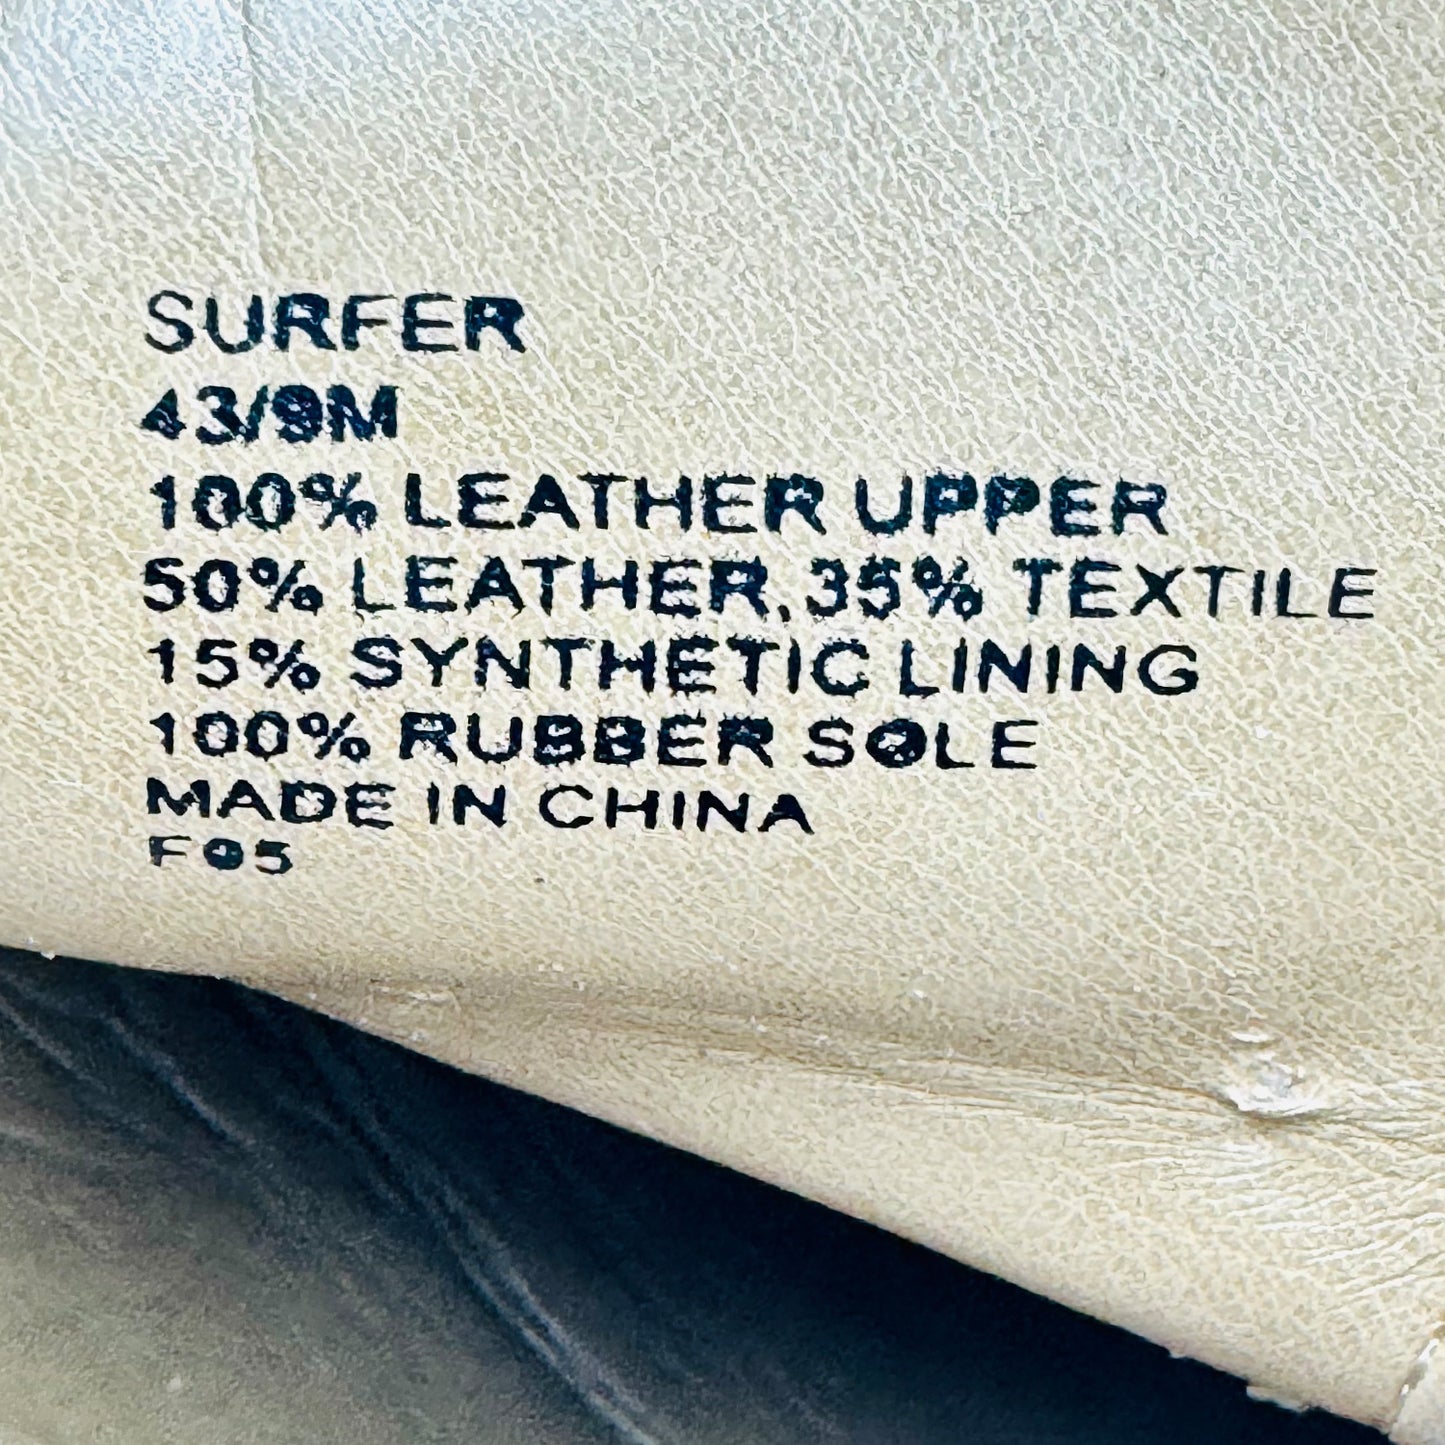 SURFER
43/9M
100% LEATHER UPPER
50% LEATHER, 35% TEXTILE
15% SYNTHETIC LINING
100% RUBBER SOLE
MADE IN CHINA
F05